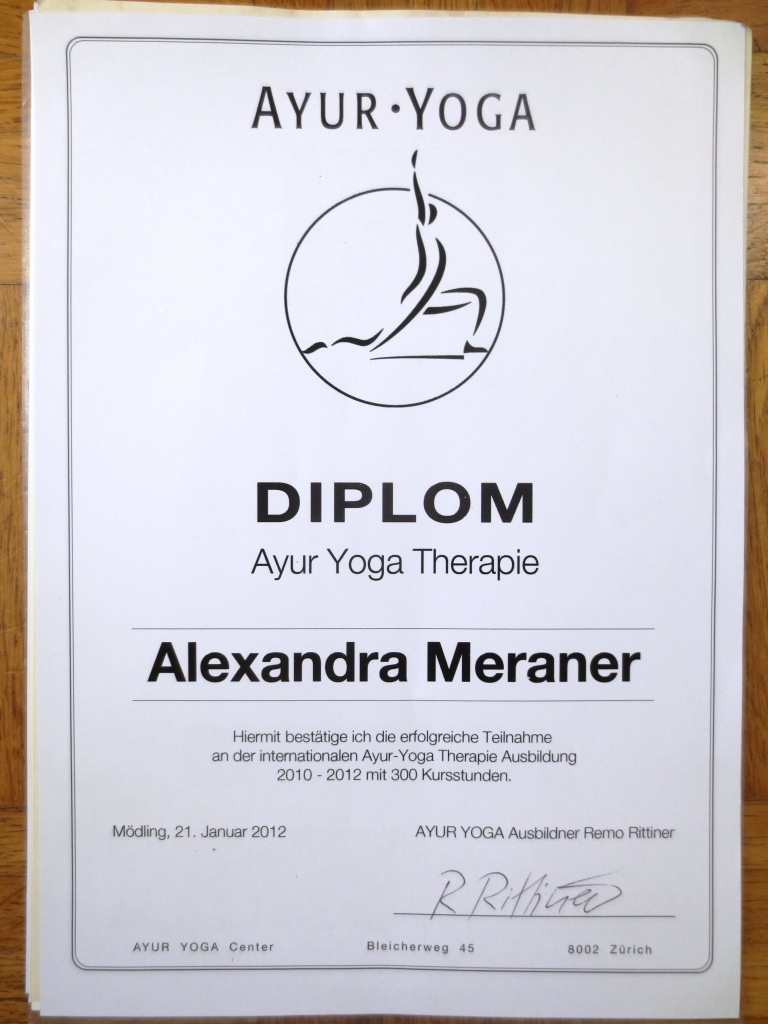 AYUR·YOGA
DIPLOM
Ayur Yoga Therapie
Alexandra Meraner
Hiermit bestätige ich die erfolgreiche Teilnahme
an der internationalen Ayur-Yoga Therapie Ausbildung
2010 - 2012 mit 300 Kursstunden.
Mödling, 21. Januar 2012 AYUR YOGA Ausbildner Remo Rittiner
R Rittiner
AYUR YOGA Center Bleicherweg 45 8002 Zürich